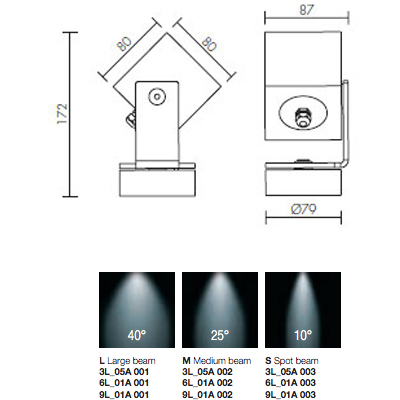 80
80
87
172
Ø79
40°
25°
10°
L Large beam
3L_05A 001
6L_01A 001
9L_01A 001
M Medium beam
3L_05A 002
6L_01A 002
9L_01A 002
S Spot beam
3L_05A 003
6L_01A 003
9L_01A 003